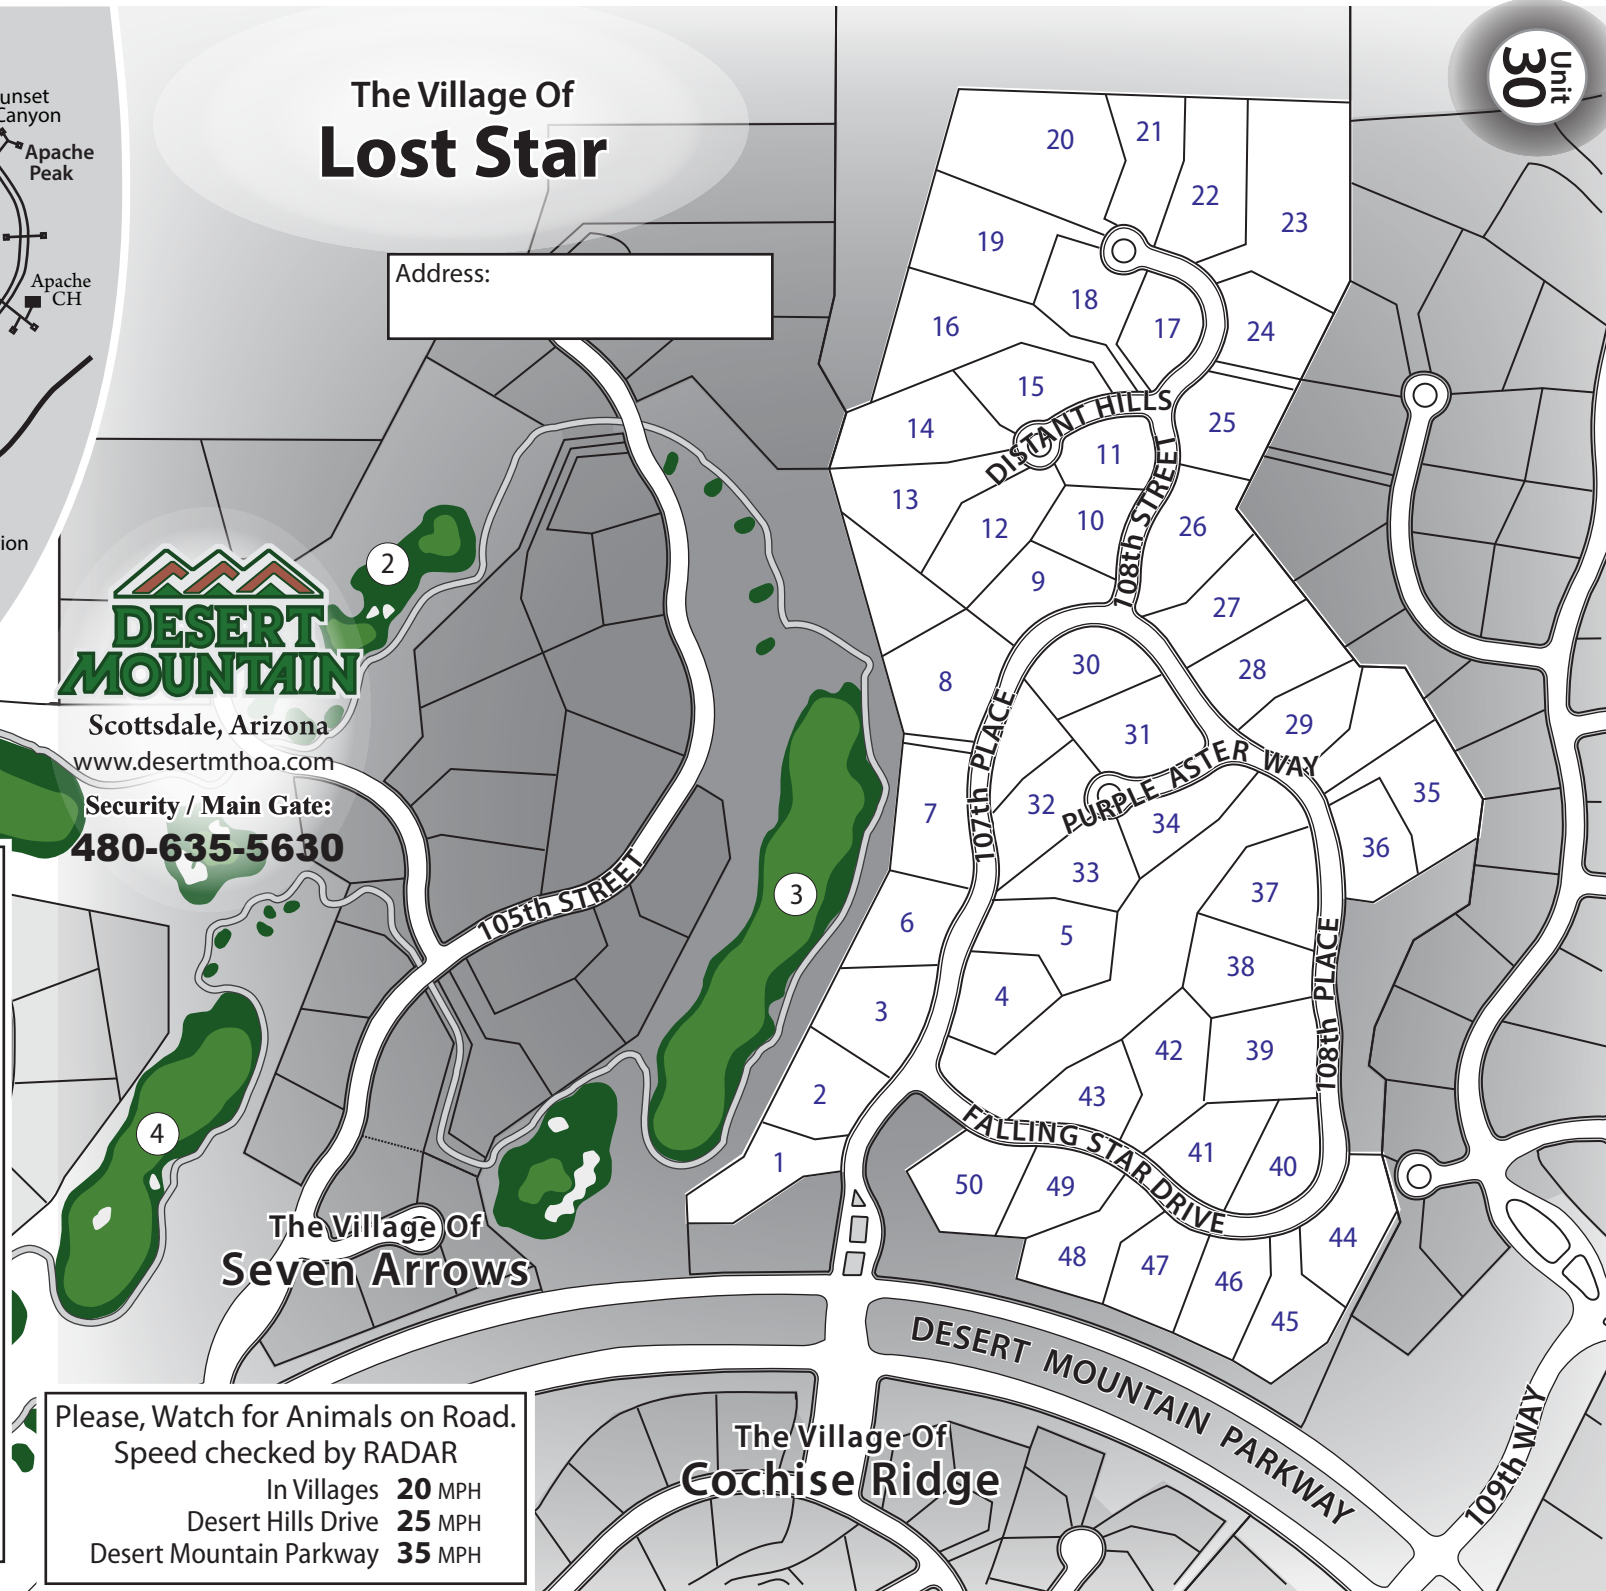 The Village Of
Lost Star
Unit
30
unset
Canyon
Apache
Peak
Apache
CH
ion
Address:
DESERT
MOUNTAIN
Scottsdale, Arizona
www.desertmthoa.com
Security / Main Gate:
480-635-5630
2
3
4
105th STREET
The Village Of
Seven Arrows
20
21
22
23
19
18
17
24
16
15
14
DISTANT HILLS
25
11
13
12
10
26
108th STREET
9
27
8
30
28
31
29
107th PLACE
PURPLE ASTER WAY
7
32
34
35
33
36
37
6
5
38
108th PLACE
3
4
42
39
2
43
FALLING STAR DRIVE
1
41
40
50
49
44
48
47
46
45
DESERT MOUNTAIN PARKWAY
109th WAY
The Village Of
Cochise Ridge
Please, Watch for Animals on Road.
Speed checked by RADAR
In Villages 20 MPH
Desert Hills Drive 25 MPH
Desert Mountain Parkway 35 MPH